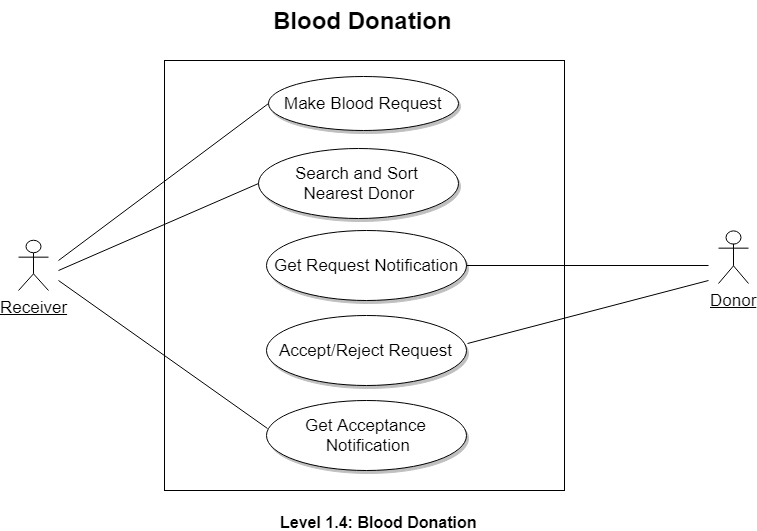 Blood Donation
Make Blood Request
Search and Sort
Nearest Donor
Get Request Notification
Receiver
Donor
Accept/Reject Request
Get Acceptance
Notification
Level 1.4: Blood Donation